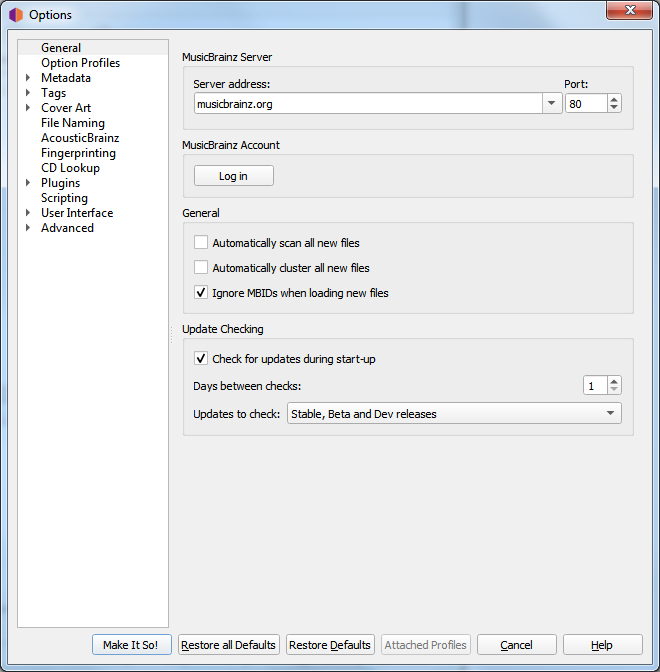 Options
General
Option Profiles
Metadata
Tags
Cover Art
File Naming
AcousticBrainz
Fingerprinting
CD Lookup
Plugins
Scripting
User Interface
Advanced
MusicBrainz Server
Server address: Port:
musicbrainz.org 80
MusicBrainz Account
Log in
General
Automatically scan all new files
Automatically cluster all new files
Ignore MBIDs when loading new files
Update Checking
Check for updates during start-up
Days between checks: 1
Updates to check: Stable, Beta and Dev releases
Make It So! Restore all Defaults Restore Defaults Attached Profiles Cancel Help